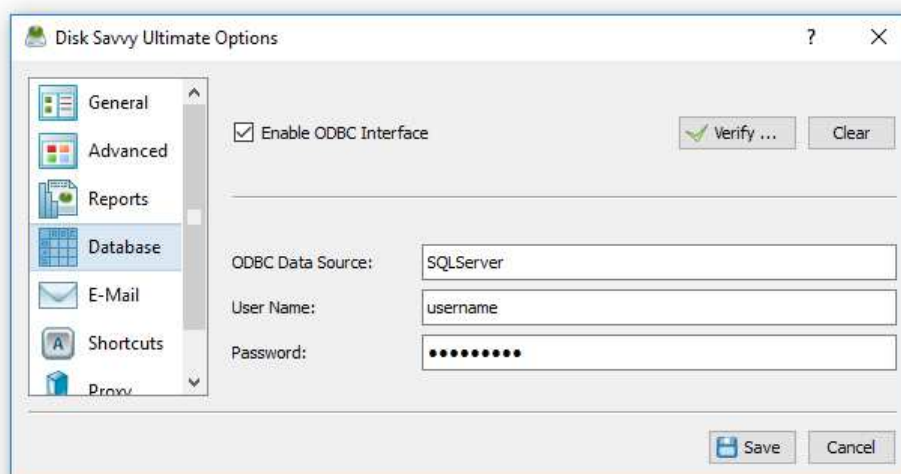 Disk Savvy Ultimate Options
?
General
Advanced
Reports
Database
E-Mail
A
Shortcuts
Proxy
Enable ODBC Interface
Verify ...
Clear
ODBC Data Source:
SQLServer
User Name:
username
Password:
●●●●●●●●●
Save
Cancel